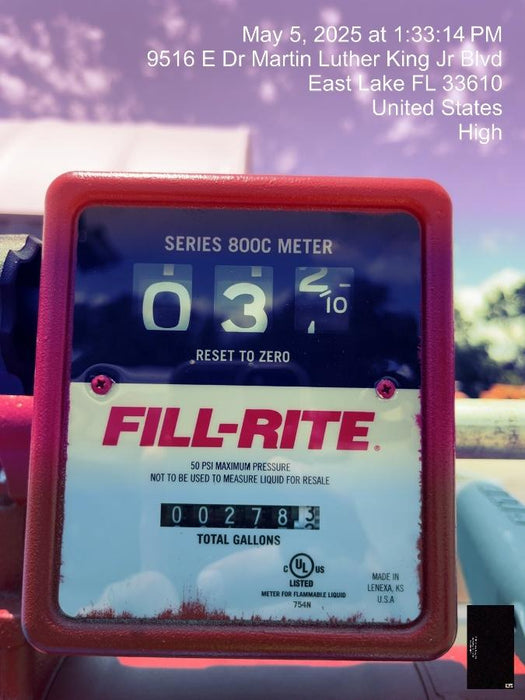 May 5, 2025 at 1:33:14 PM
9516 E Dr Martin Luther King Jr Blvd
East Lake FL 33610
United States
High
SERIES 800C METER
0 3 2/10
RESET TO ZERO
FILL-RITE®
50 PSI MAXIMUM PRESSURE
NOT TO BE USED TO MEASURE LIQUID FOR RESALE
0 0 2 7 8 3
TOTAL GALLONS
C UL US
LISTED
METER FOR FLAMMABLE LIQUID
754N
MADE IN
LENEXA, KS
U.S.A